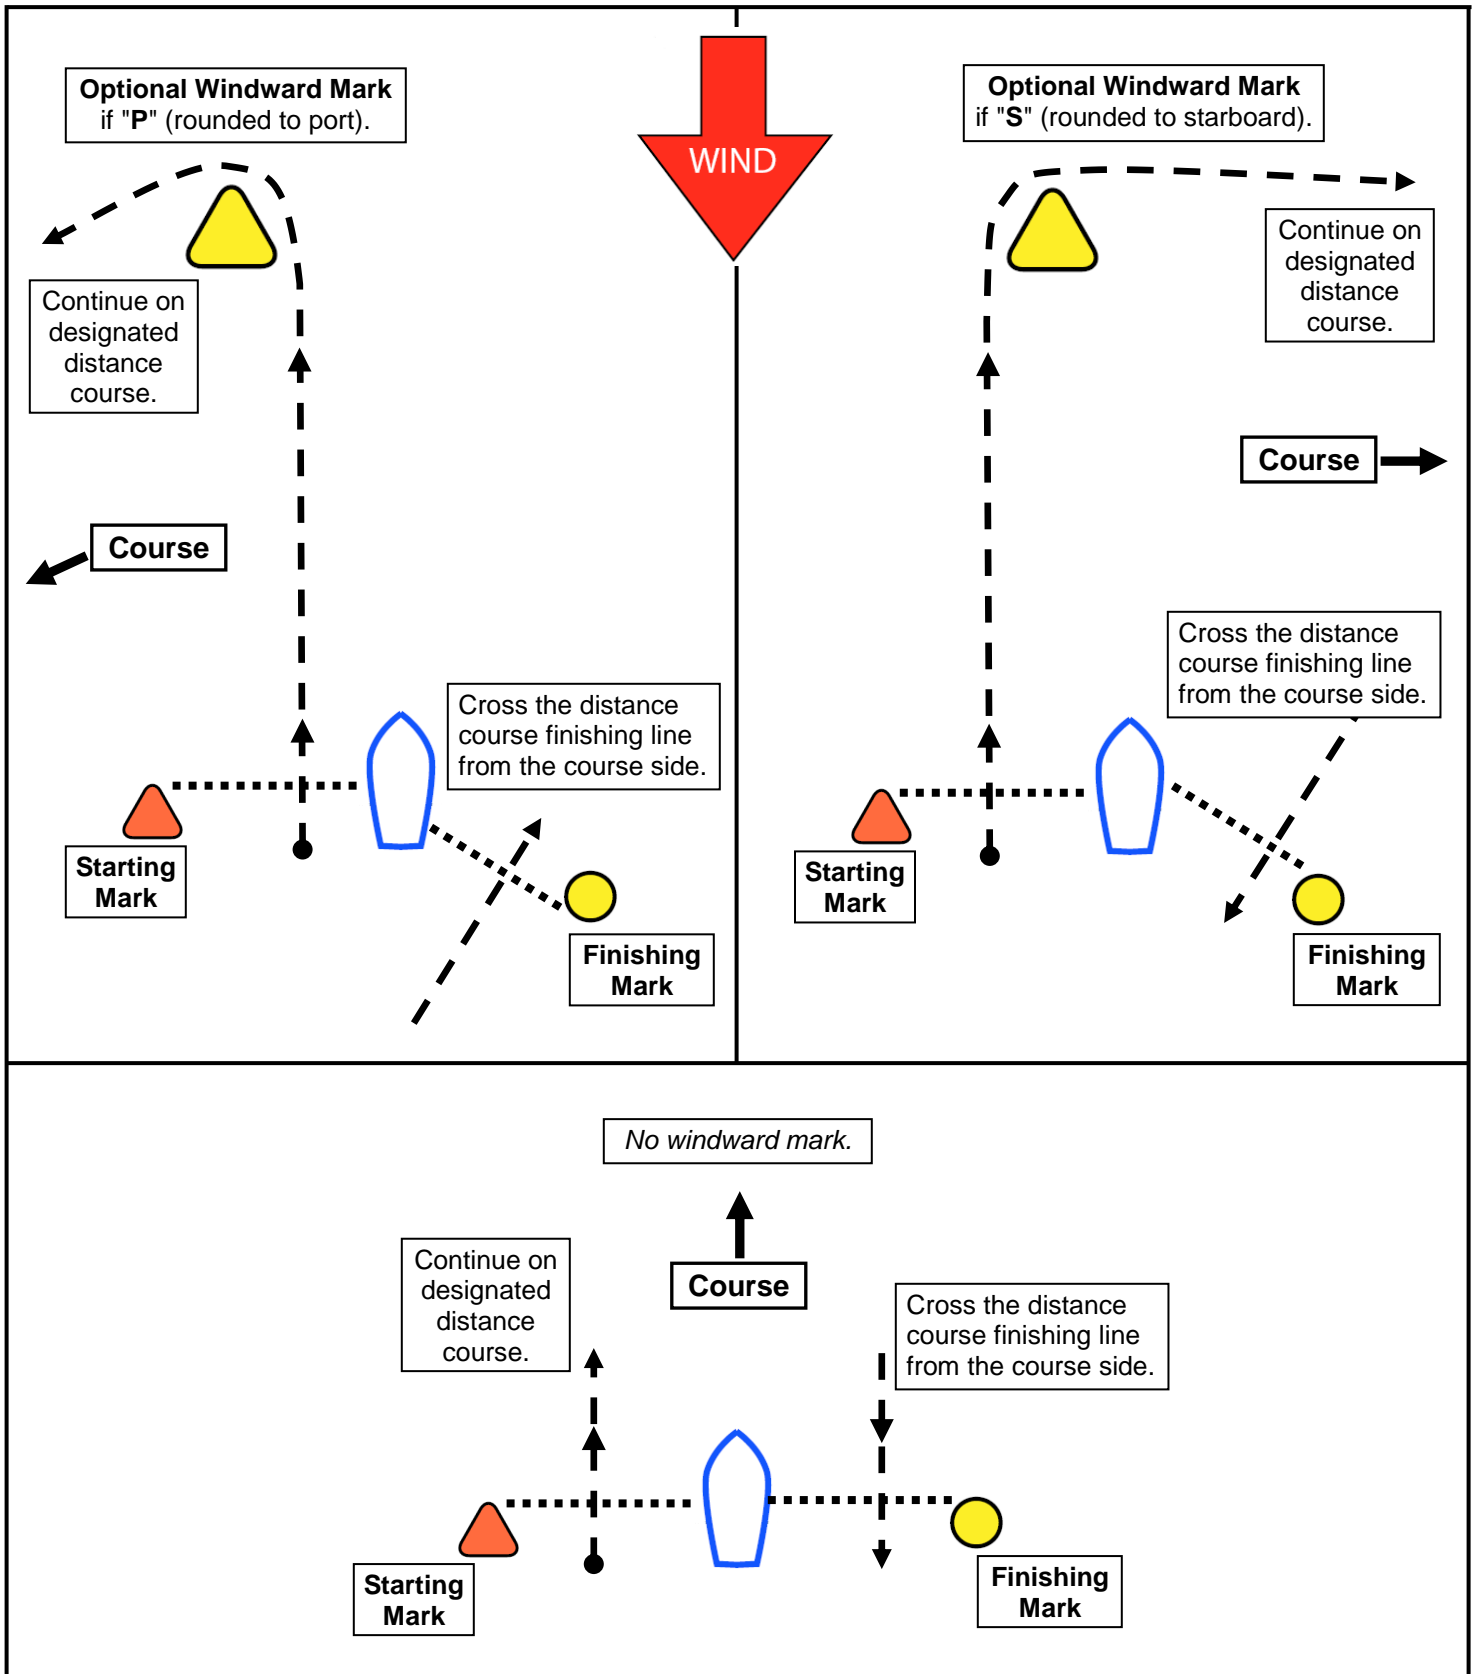 Optional Windward Mark
if "P" (rounded to port).
Continue on
designated
distance
course.
Course
Cross the distance
course finishing line
from the course side.
Starting
Mark
Finishing
Mark
WIND
Optional Windward Mark
if "S" (rounded to starboard).
Continue on
designated
distance
course.
Course
Cross the distance
course finishing line
from the course side.
Starting
Mark
Finishing
Mark
No windward mark.
Course
Continue on
designated
distance
course.
Cross the distance
course finishing line
from the course side.
Starting
Mark
Finishing
Mark